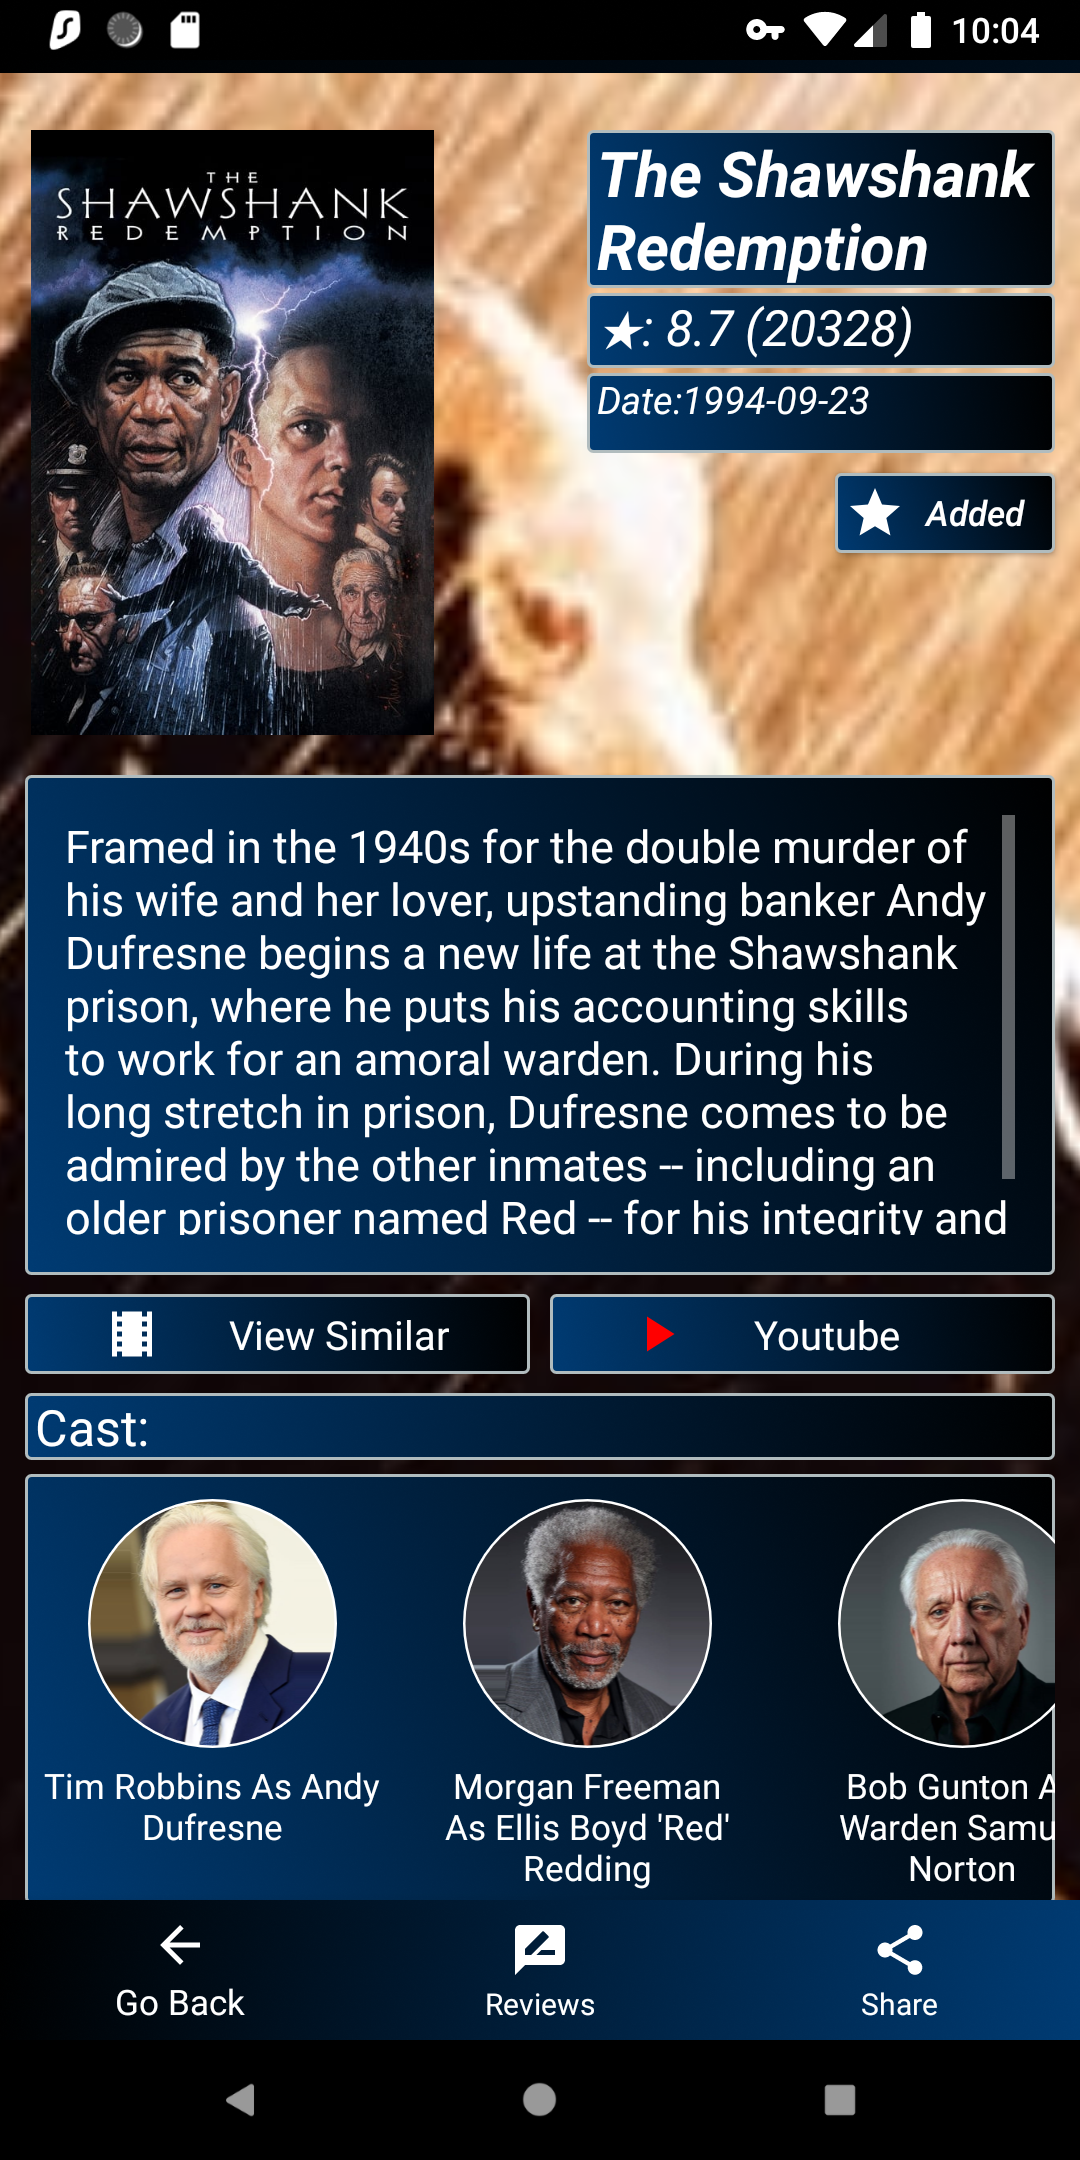 10:04
THE
SHAWSHANK
REDEMPTION
The Shawshank
Redemption
★: 8.7 (20328)
Date:1994-09-23
Added
Framed in the 1940s for the double murder of
his wife and her lover, upstanding banker Andy
Dufresne begins a new life at the Shawshank
prison, where he puts his accounting skills
to work for an amoral warden. During his
long stretch in prison, Dufresne comes to be
admired by the other inmates -- including an
older prisoner named Red -- for his integrity and
View Similar
Youtube
Cast:
Tim Robbins As Andy
Dufresne
Morgan Freeman
As Ellis Boyd 'Red'
Redding
Bob Gunton A
Warden Samu
Norton
Go Back
Reviews
Share